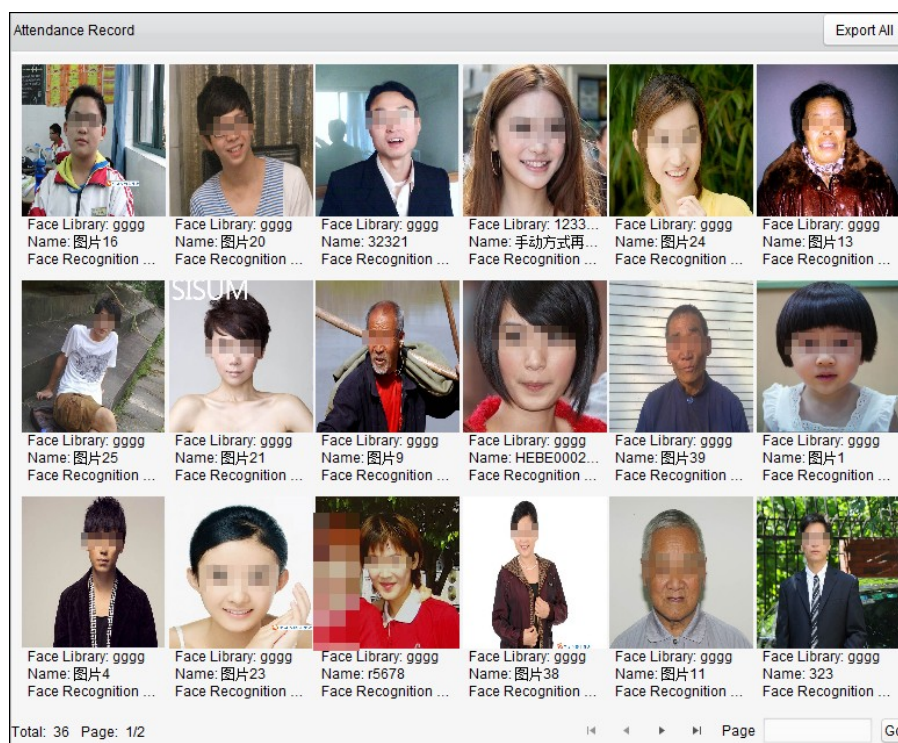 Attendance Record
Export All
Face Library: gggg
Name: 图片16
Face Recognition ...
Face Library: gggg
Name: 图片20
Face Recognition ...
Face Library: gggg
Name: 32321
Face Recognition ...
Face Library: 1233...
Name: 手动方式再...
Face Recognition ...
Face Library: gggg
Name: 图片24
Face Recognition ...
Face Library: gggg
Name: 图片13
Face Recognition ...
SISUM
Face Library: gggg
Name: 图片25
Face Recognition ...
Face Library: gggg
Name: 图片21
Face Recognition ...
Face Library: gggg
Name: 图片9
Face Recognition ...
Face Library: gggg
Name: HEBE0002...
Face Recognition ...
Face Library: gggg
Name: 图片39
Face Recognition ...
Face Library: gggg
Name: 图片1
Face Recognition ...
Face Library: gggg
Name: 图片4
Face Recognition ...
Face Library: gggg
Name: 图片23
Face Recognition ...
Face Library: gggg
Name: r5678
Face Recognition ...
Face Library: gggg
Name: 图片38
Face Recognition ...
Face Library: gggg
Name: 图片11
Face Recognition ...
Face Library: gggg
Name: 323
Face Recognition ...
Total: 36 Page: 1/2
Page
Go